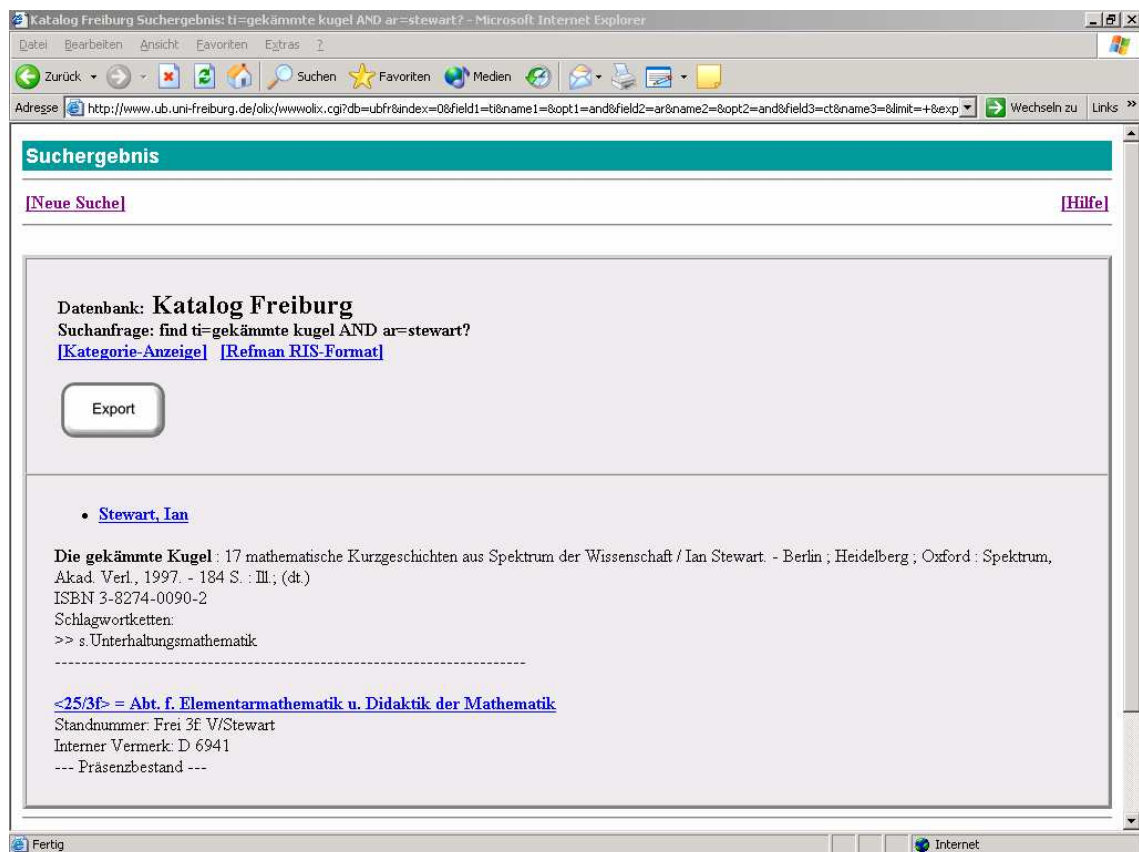 Katalog Freiburg Suchergebnis: ti=gekämmte kugel AND ar=stewart? - Microsoft Internet Explorer
Datei Bearbeiten Ansicht Favoriten Extras ?
Zurück Suchen Favoriten Medien
Adresse http://www.ub.uni-freiburg.de/olix/wwwolix.cgi?db=ubfr&index=0&field1=ti&name1=&opt1=and&field2=ar&name2=&opt2=and&field3=ct&name3=&limit=+&exp Wechseln zu Links »
Suchergebnis
[Neue Suche] [Hilfe]
Datenbank: Katalog Freiburg
Suchanfrage: find ti=gekämmte kugel AND ar=stewart?
[Kategorie-Anzeige] [Refman RIS-Format]
Export
• Stewart, Ian
Die gekämmte Kugel : 17 mathematische Kurzgeschichten aus Spektrum der Wissenschaft / Ian Stewart. - Berlin ; Heidelberg ; Oxford : Spektrum,
Akad. Verl., 1997. - 184 S. : Ill.; (dt.)
ISBN 3-8274-0090-2
Schlagwortketten:
>> s.Unterhaltungsmathematik
-----------------------------------------------------------------------
<25/3f> = Abt. f. Elementarmathematik u. Didaktik der Mathematik
Standnummer: Frei 3f: V/Stewart
Interner Vermerk: D 6941
--- Präsenzbestand ---
Fertig Internet